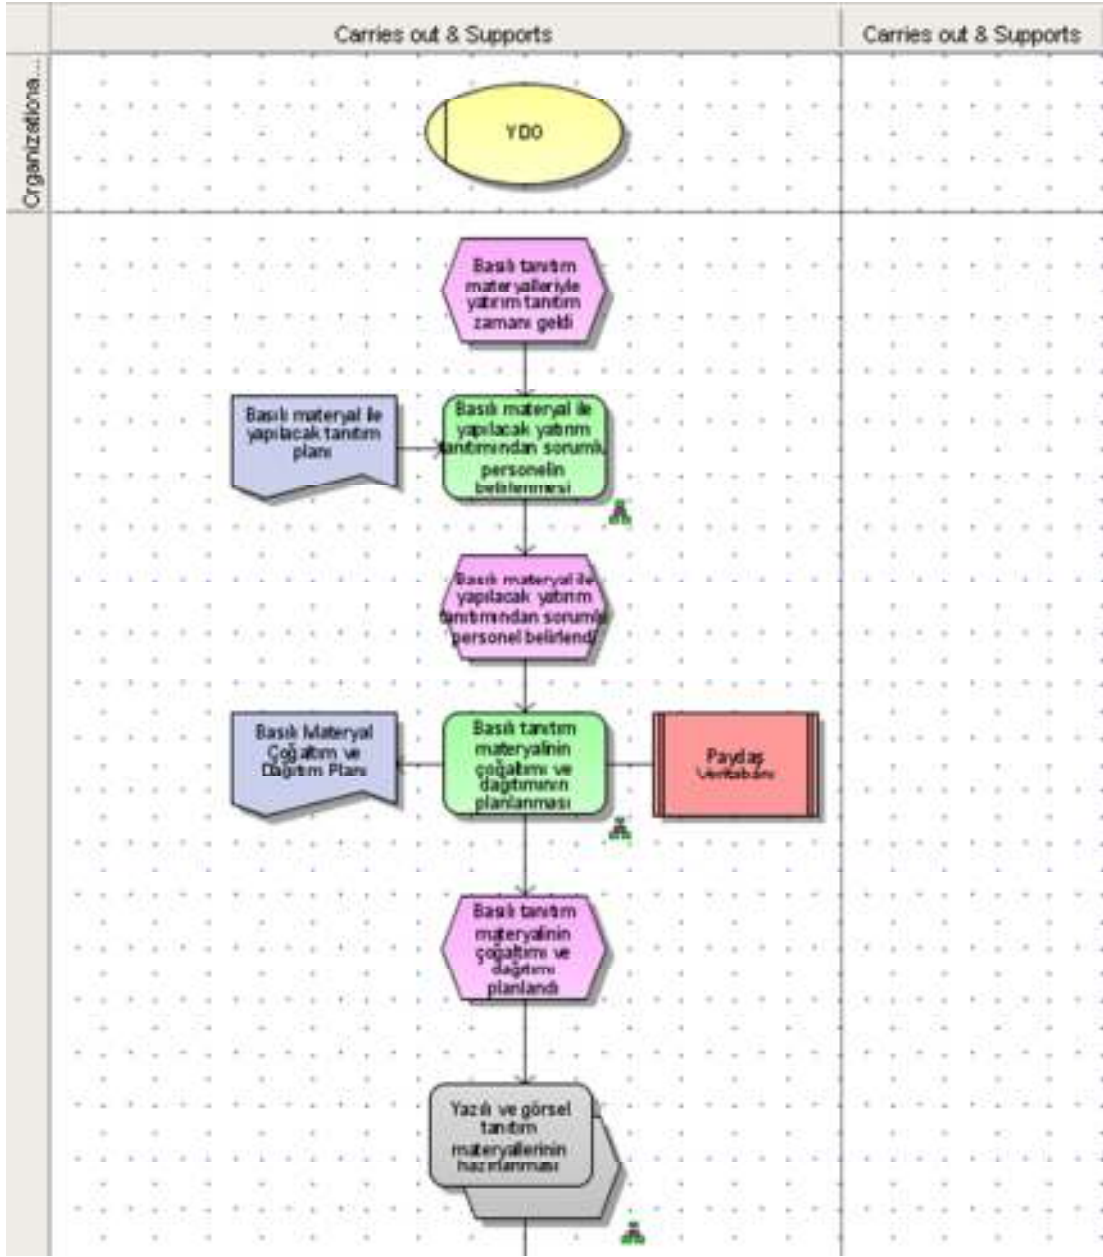 Carries out & Supports
Carries out & Supports
Organizationa...
YDO
Basılı tanıtım
materyalleriyle
yatırım tanıtım
zamanı geldi
Basılı materyal ile
yapılacak tanıtım
planı
Basılı materyal ile
yapılacak yatırım
tanıtımından sorumlu
personelin
belirlenmesi
Basılı materyal ile
yapılacak yatırım
tanıtımından sorumlu
personel belirlendi
Basılı Materyal
Çoğaltım ve
Dağıtım Planı
Basılı tanıtım
materyalinin
çoğaltımı ve
dağıtımının
planlanması
Paydaş
Veritabanı
Basılı tanıtım
materyalinin
çoğaltımı ve
dağıtımı
planlandı
Yazılı ve görsel
tanıtım
materyallerinin
hazırlanması